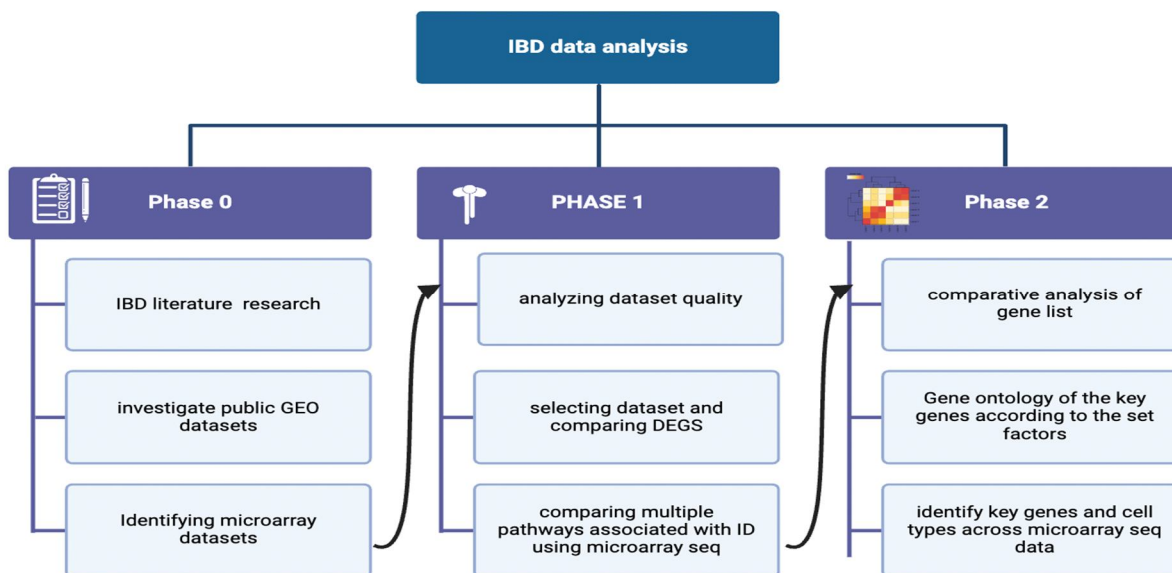 IBD data analysis
Phase 0
IBD literature research
investigate public GEO
datasets
Identifying microarray
datasets
PHASE 1
analyzing dataset quality
selecting dataset and
comparing DEGS
comparing multiple
pathways associated with ID
using microarray seq
Phase 2
comparative analysis of
gene list
Gene ontology of the key
genes according to the set
factors
identify key genes and cell
types across microarray seq
data